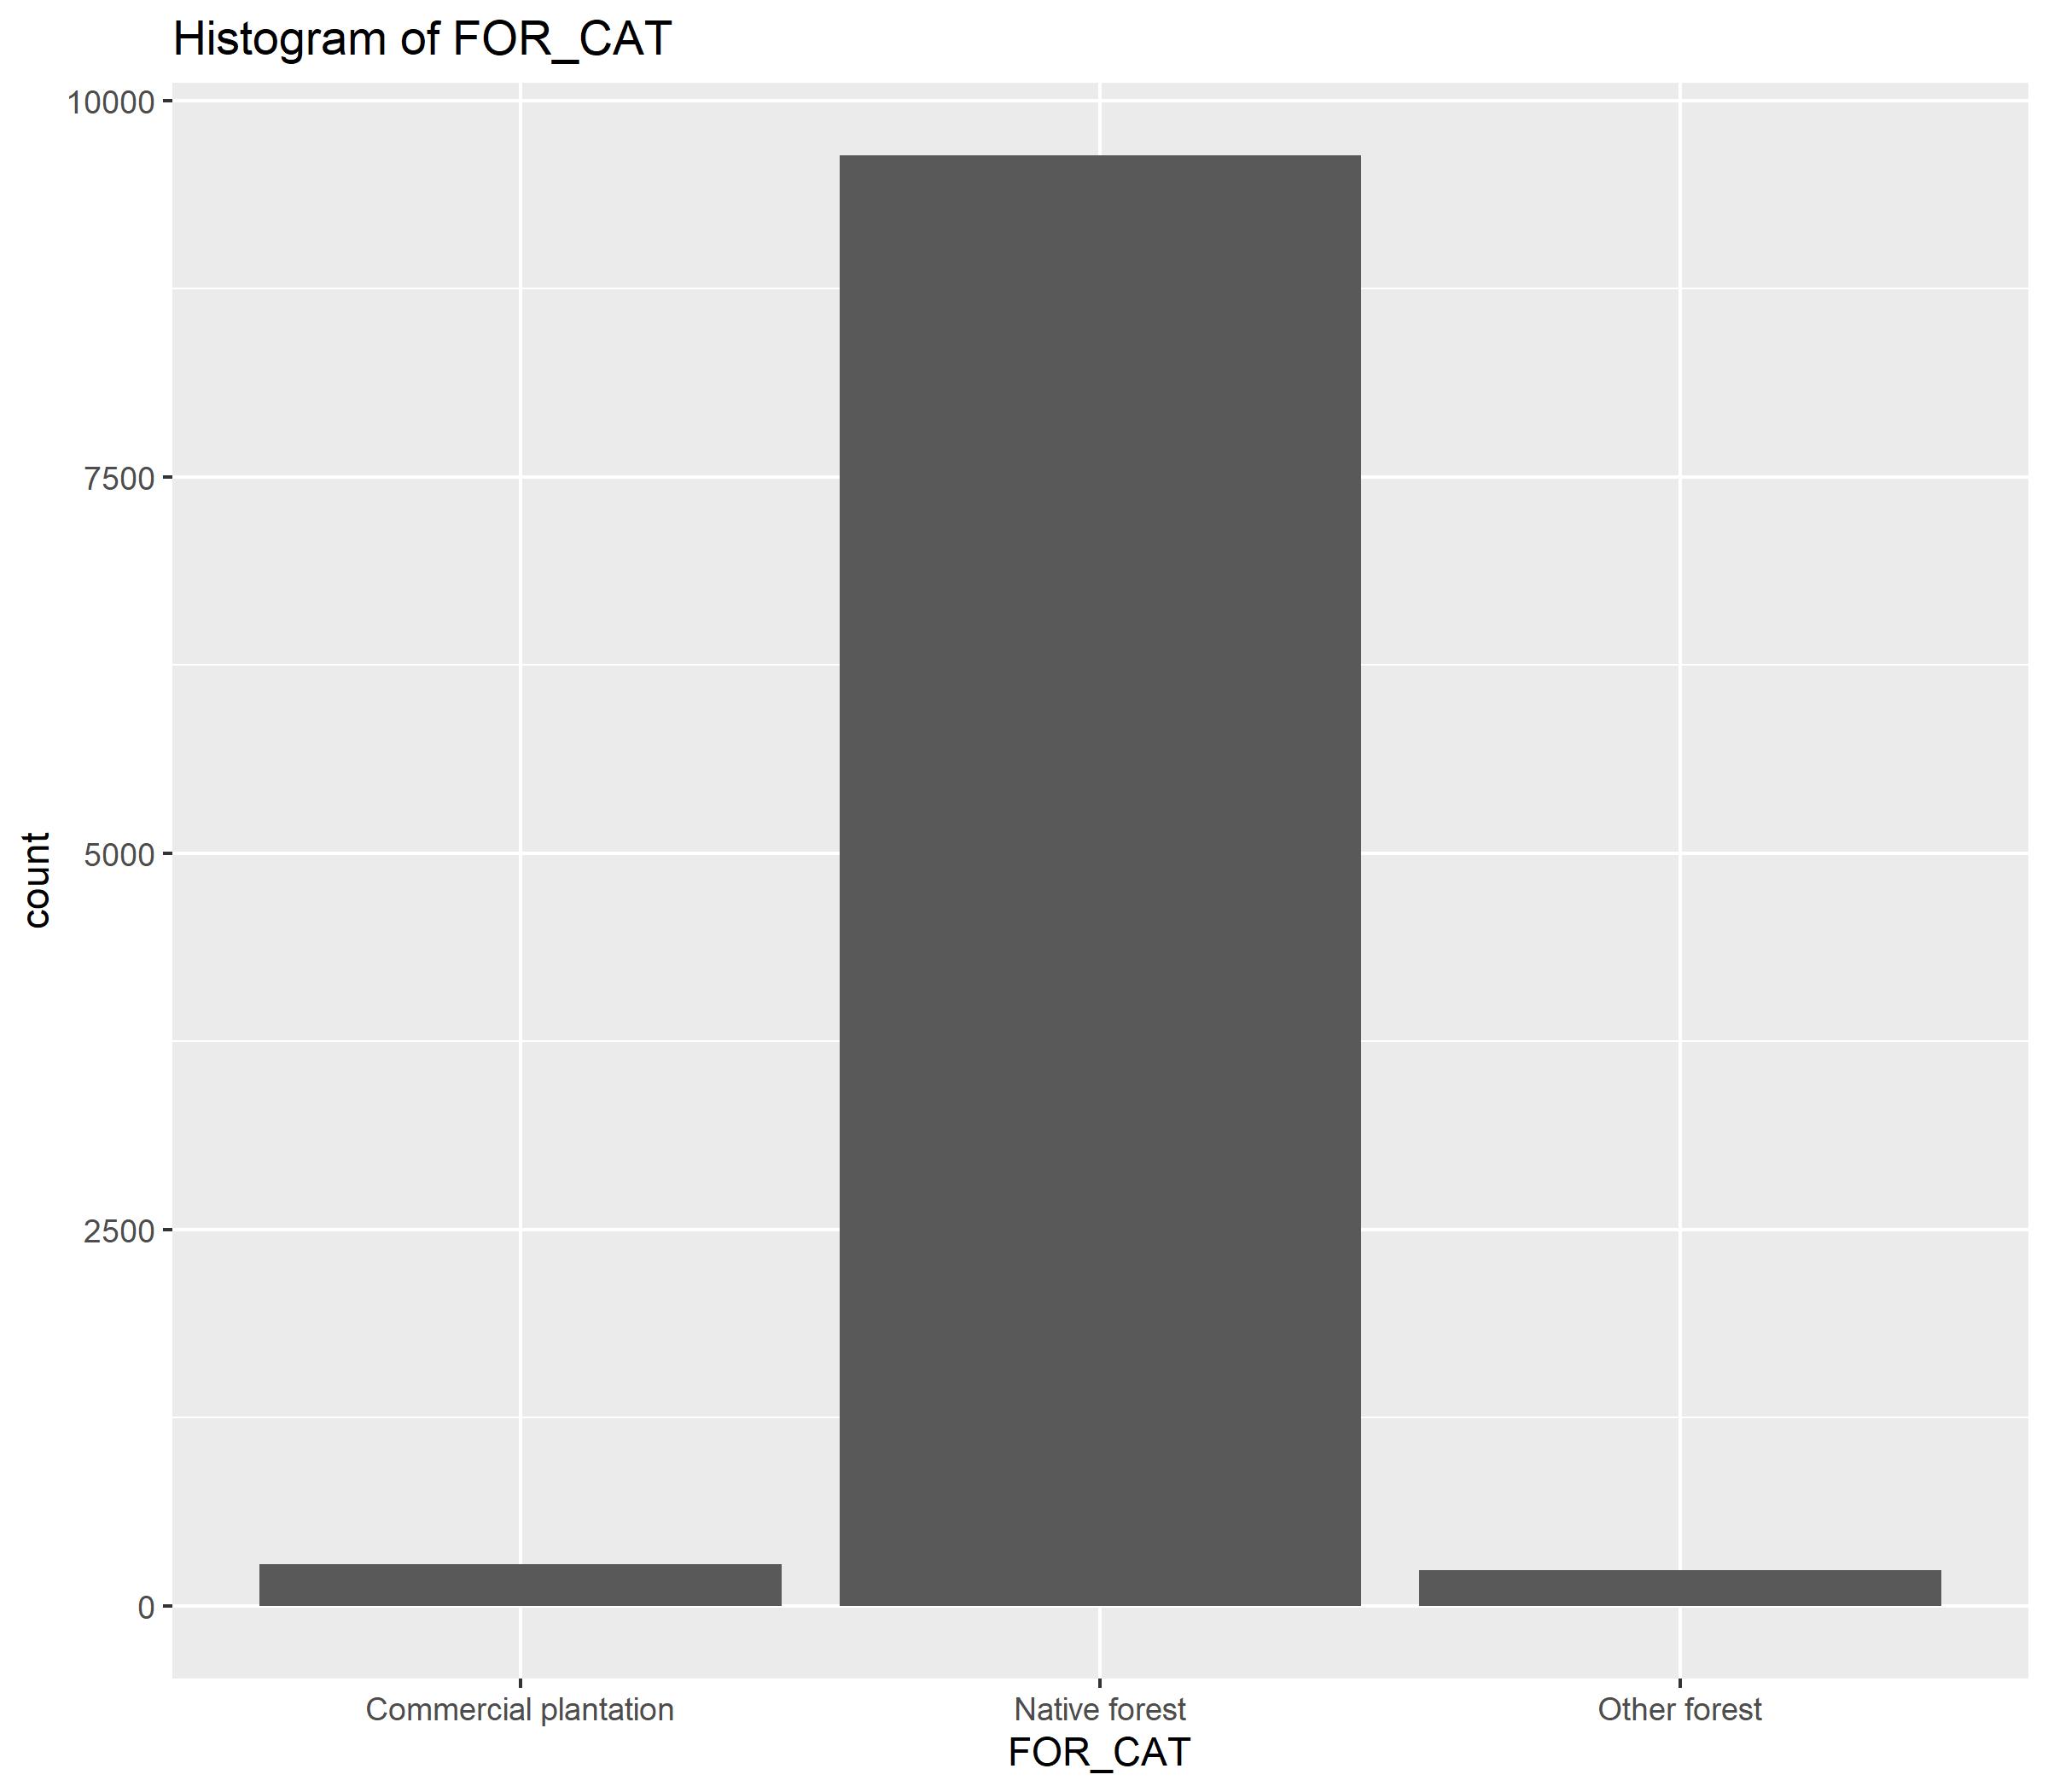 Histogram of FOR_CAT
10000
7500
5000
2500
0
count
Commercial plantation
Native forest
Other forest
FOR_CAT